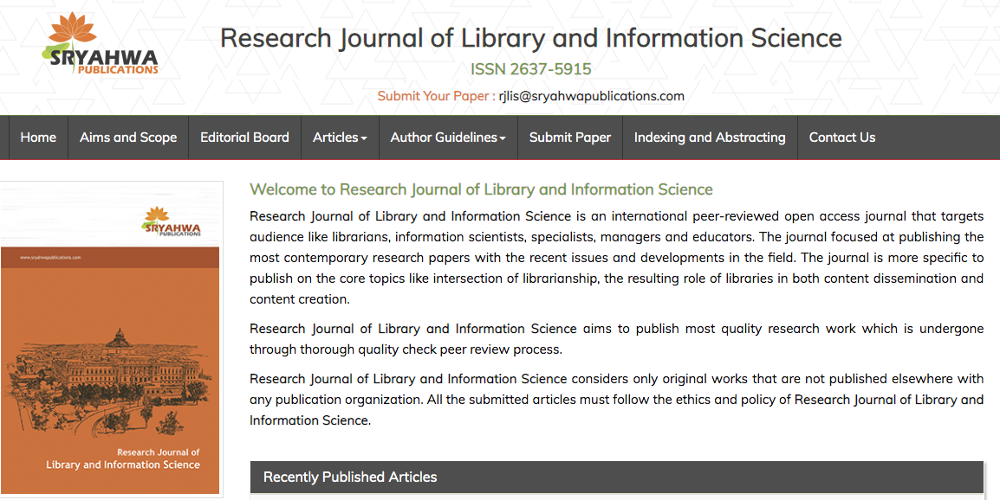 SRYAHWA
PUBLICATIONS
Research Journal of Library and Information Science
ISSN 2637-5915
Submit Your Paper : rjlis@sryahwapublications.com
Home Aims and Scope Editorial Board Articles Author Guidelines Submit Paper Indexing and Abstracting Contact Us
SRYAHWA
PUBLICATIONS
www.sryahwapublications.com
Research Journal of
Library and Information Science
Welcome to Research Journal of Library and Information Science
Research Journal of Library and Information Science is an international peer-reviewed open access journal that targets
audience like librarians, information scientists, specialists, managers and educators. The journal focused at publishing the
most contemporary research papers with the recent issues and developments in the field. The journal is more specific to
publish on the core topics like intersection of librarianship, the resulting role of libraries in both content dissemination and
content creation.
Research Journal of Library and Information Science aims to publish most quality research work which is undergone
through thorough quality check peer review process.
Research Journal of Library and Information Science considers only original works that are not published elsewhere with
any publication organization. All the submitted articles must follow the ethics and policy of Research Journal of Library and
Information Science.
Recently Published Articles